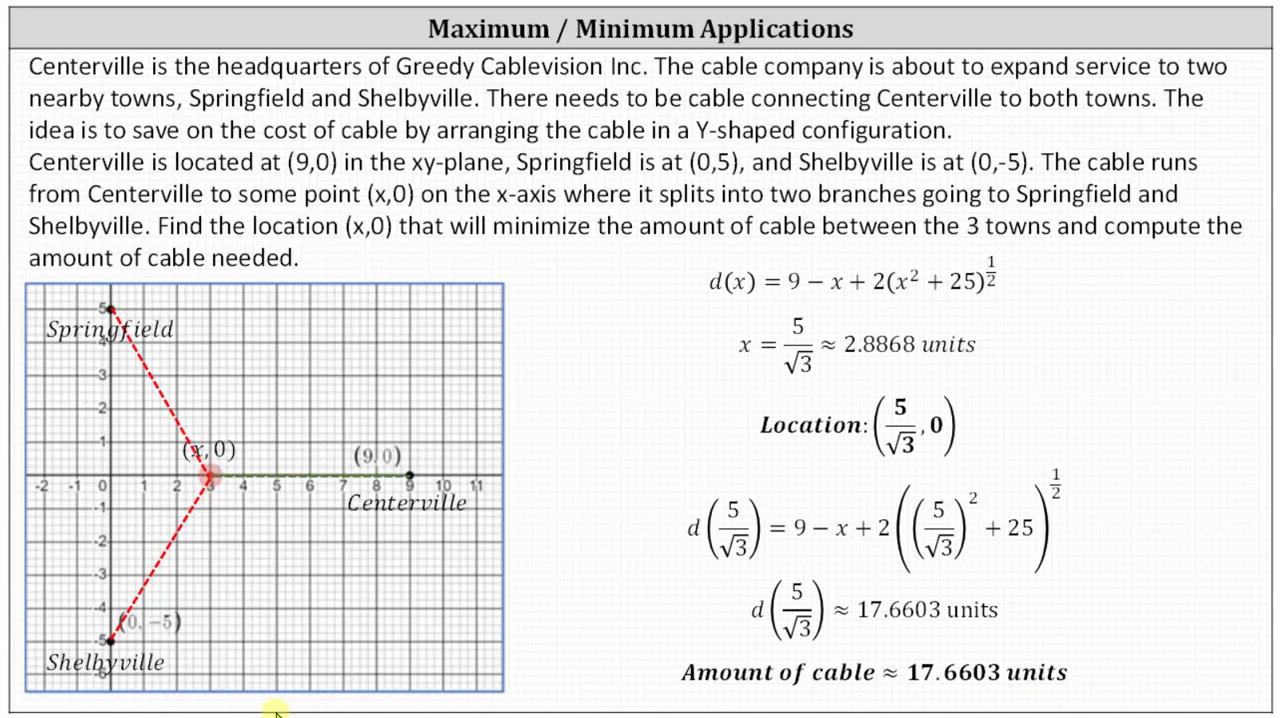 Maximum / Minimum Applications
Centerville is the headquarters of Greedy Cablevision Inc. The cable company is about to expand service to two
nearby towns, Springfield and Shelbyville. There needs to be cable connecting Centerville to both towns. The
idea is to save on the cost of cable by arranging the cable in a Y-shaped configuration.
Centerville is located at (9,0) in the xy-plane, Springfield is at (0,5), and Shelbyville is at (0,-5). The cable runs
from Centerville to some point (x,0) on the x-axis where it splits into two branches going to Springfield and
Shelbyville. Find the location (x,0) that will minimize the amount of cable between the 3 towns and compute the
amount of cable needed.
d(x) = 9 − x + 2(x² + 25)^(1/2)
x = 5/√3 ≈ 2.8868 units
Location: (5/√3, 0)
d(5/√3) = 9 − x + 2((5/√3)² + 25)^(1/2)
d(5/√3) ≈ 17.6603 units
Amount of cable ≈ 17.6603 units
5
Springfield
4
3
2
1
(x, 0)
(9, 0)
-2 -1 0 1 2 3 4 5 6 7 8 9 10 11
Centerville
-1
-2
-3
-4
(0, −5)
-5
Shelbyville
-6